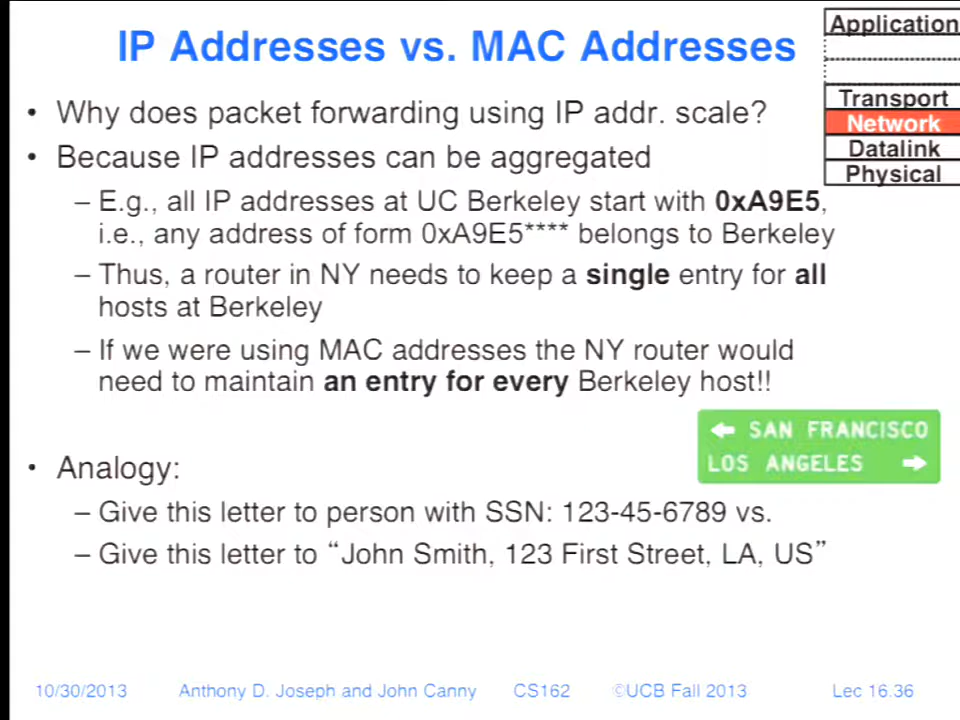 IP Addresses vs. MAC Addresses
Application
Transport
Network
Datalink
Physical
• Why does packet forwarding using IP addr. scale?
• Because IP addresses can be aggregated
– E.g., all IP addresses at UC Berkeley start with 0xA9E5,
i.e., any address of form 0xA9E5**** belongs to Berkeley
– Thus, a router in NY needs to keep a single entry for all
hosts at Berkeley
– If we were using MAC addresses the NY router would
need to maintain an entry for every Berkeley host!!
← SAN FRANCISCO
LOS ANGELES →
• Analogy:
– Give this letter to person with SSN: 123-45-6789 vs.
– Give this letter to “John Smith, 123 First Street, LA, US”
10/30/2013 Anthony D. Joseph and John Canny CS162 ©UCB Fall 2013 Lec 16.36